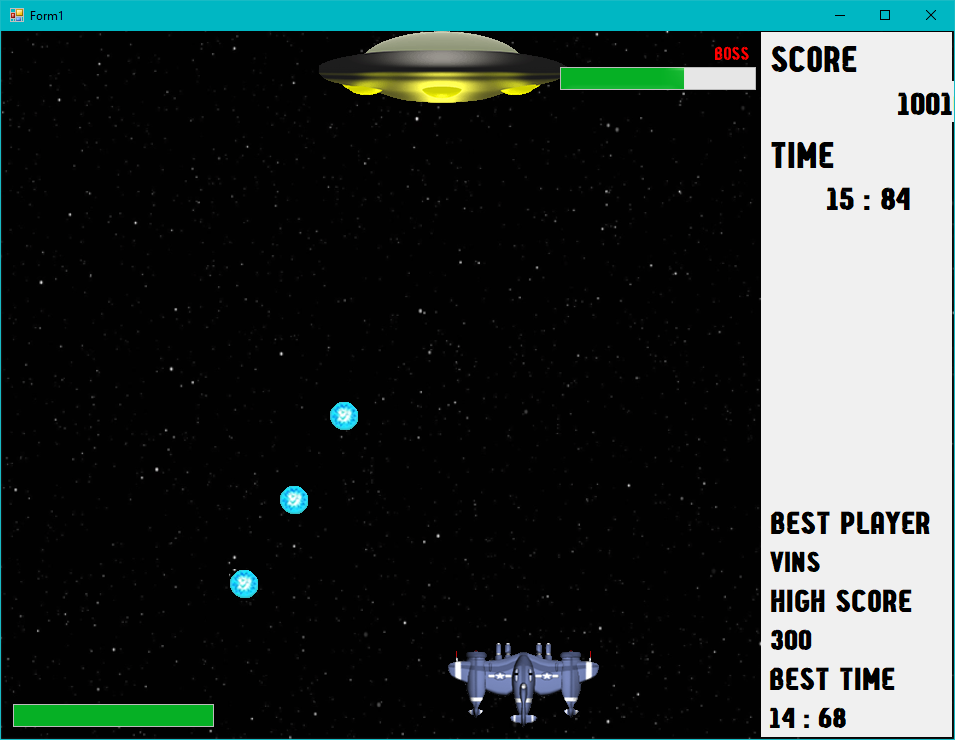 Form1
BOSS
SCORE
1001
TIME
15 : 84
BEST PLAYER
VINS
HIGH SCORE
300
BEST TIME
14 : 68